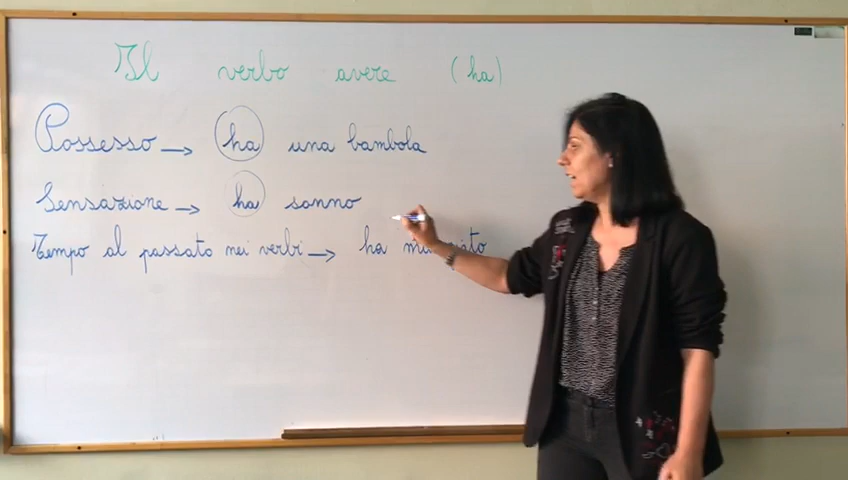 Il verbo avere (ha)
Possesso → ha una bambola
Sensazione → ha sonno
Tempo al passato nei verbi → ha